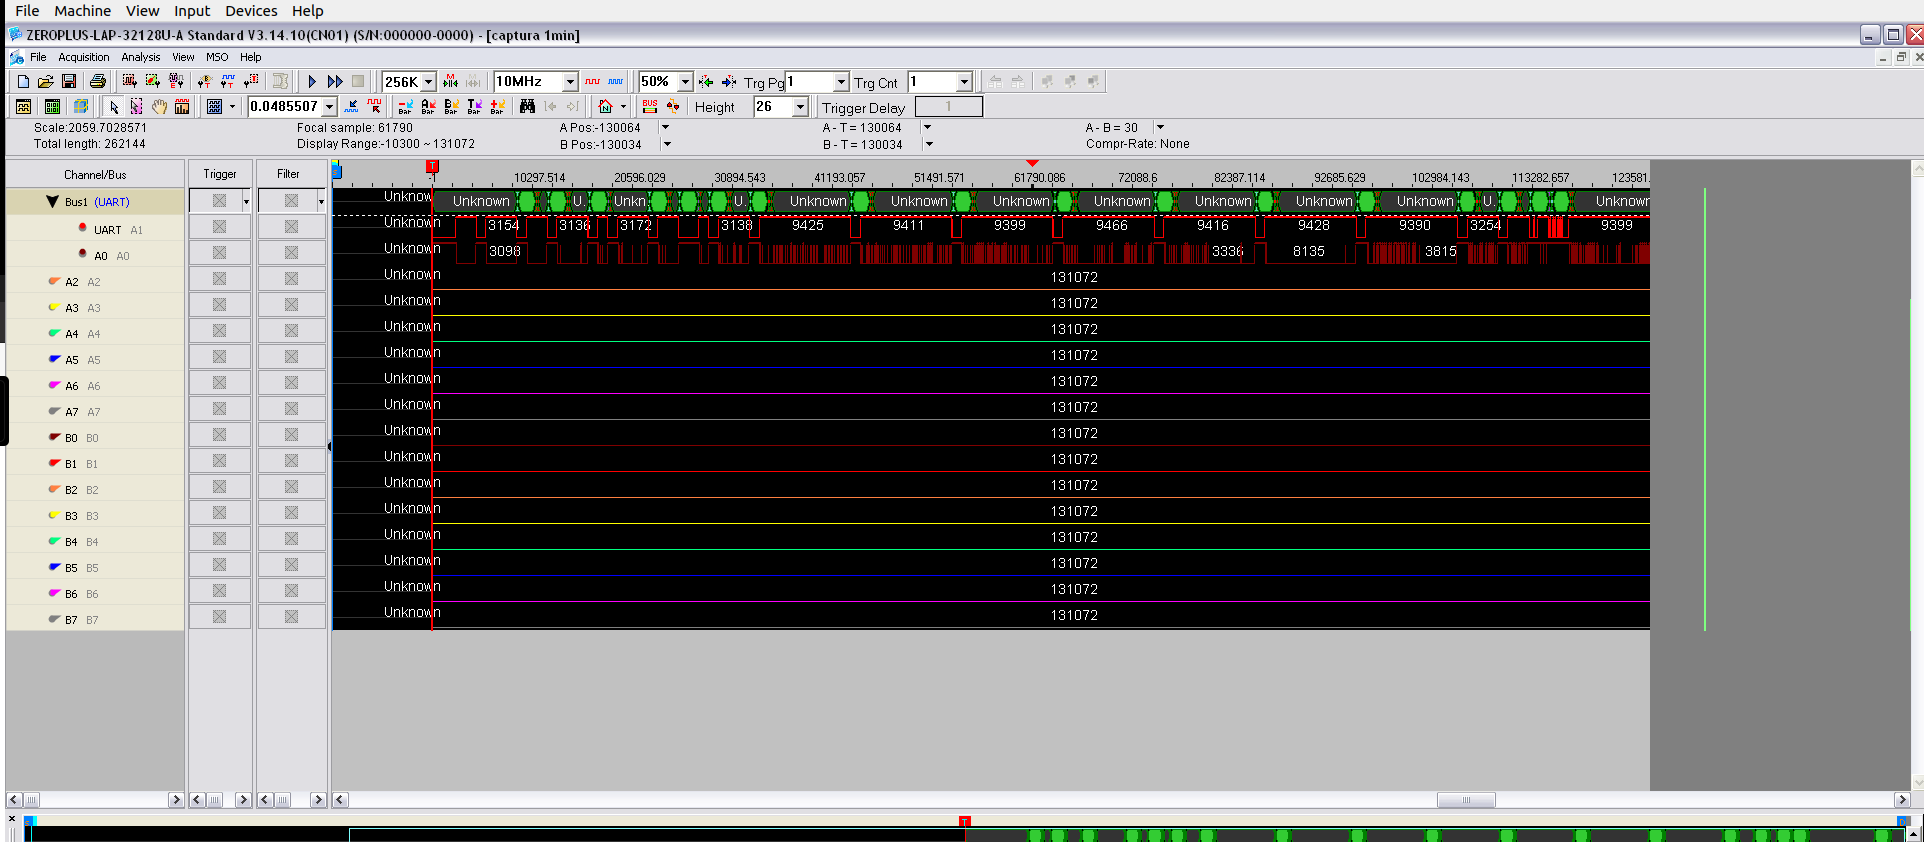 File Machine View Input Devices Help
ZEROPLUS-LAP-32128U-A Standard V3.14.10(CN01) (S/N:000000-0000) - [captura 1min]
File Acquisition Analysis View MSO Help
256K 10MHz 50% Trg Pg 1 Trg Cnt 1
0.0485507 Bar Bar Bar Bar Bar BUS Height 26 Trigger Delay 1
Scale:2059.7028571 Focal sample: 61790 A Pos:-130064 A - T = 130064 A - B = 30
Total length: 262144 Display Range:-10300 ~ 131072 B Pos:-130034 B - T = 130034 Compr-Rate: None
Channel/Bus Trigger Filter T
-1 10297.514 20596.029 30894.543 41193.057 51491.571 61790.086 72088.6 82387.114 92685.629 102984.143 113282.657 123581.
Bus1 (UART) Unknown Unknown U. Unkn U. Unknown Unknown Unknown Unknown Unknown Unknown Unknown U. Unknown
UART A1 Unknown 3154 3136 3172 3138 9425 9411 9399 9466 9416 9428 9390 3254 9399
A0 A0 Unknown 3098 3336 8135 3815
A2 A2 Unknown 131072
A3 A3 Unknown 131072
A4 A4 Unknown 131072
A5 A5 Unknown 131072
A6 A6 Unknown 131072
A7 A7 Unknown 131072
B0 B0 Unknown 131072
B1 B1 Unknown 131072
B2 B2 Unknown 131072
B3 B3 Unknown 131072
B4 B4 Unknown 131072
B5 B5 Unknown 131072
B6 B6 Unknown 131072
B7 B7 Unknown 131072
T